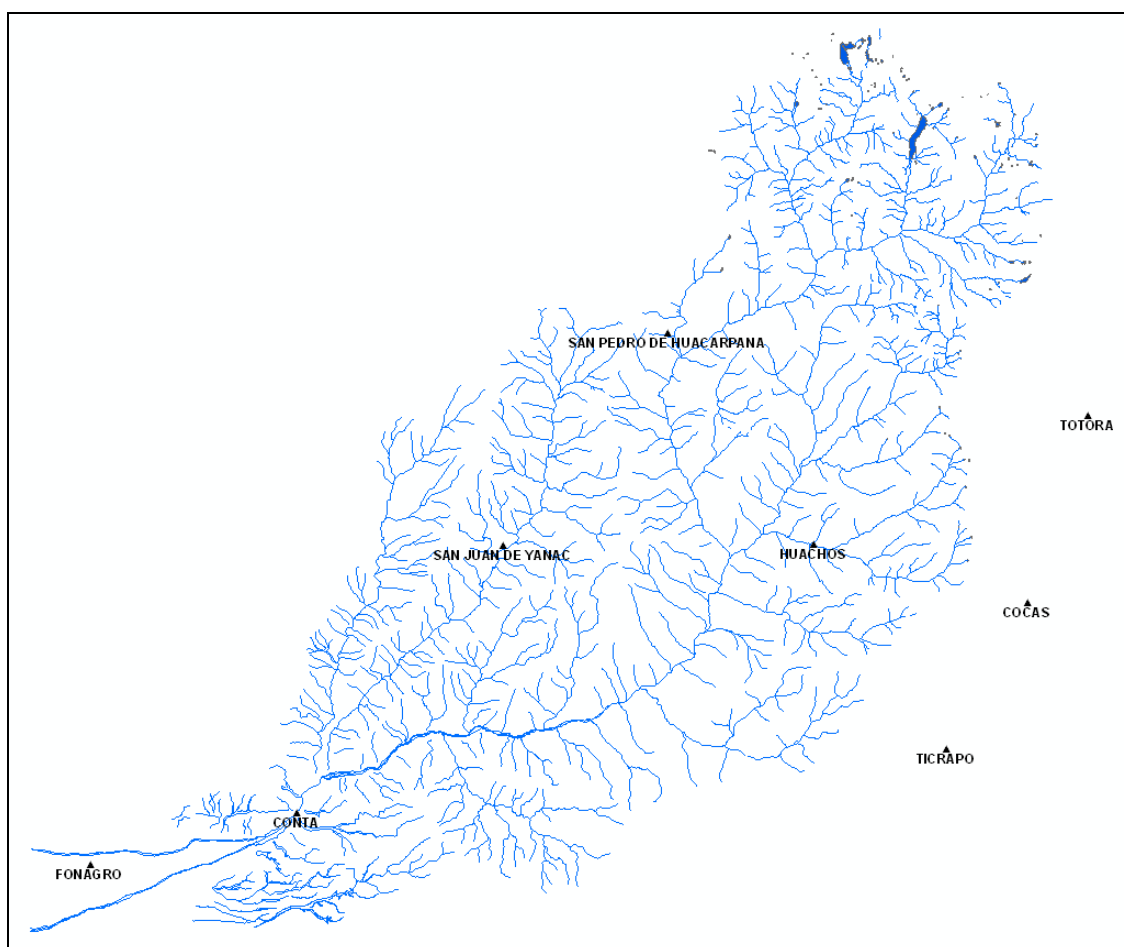 SAN PEDRO DE HUACARPANA
TOTORA
SAN JUAN DE YANAC
HUACHOS
COCAS
TICRAPO
CONTA
FONAGRO